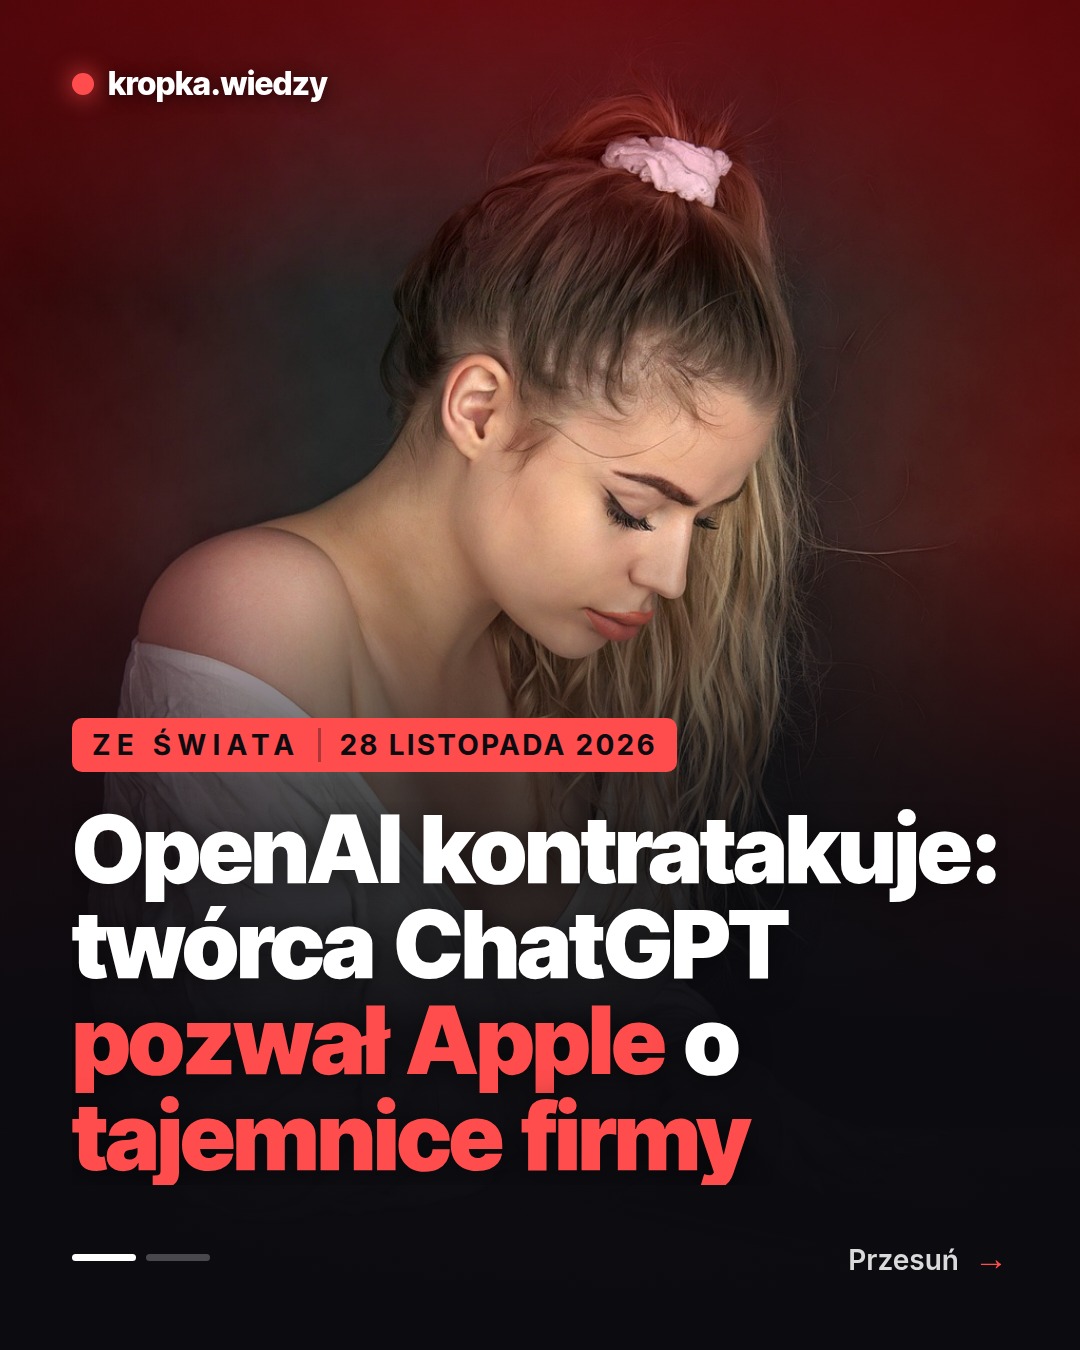 kropka.wiedzy
ZE ŚWIATA | 28 LISTOPADA 2026
OpenAI kontratakuje:
twórca ChatGPT
pozwał Apple o
tajemnice firmy
Przesuń →